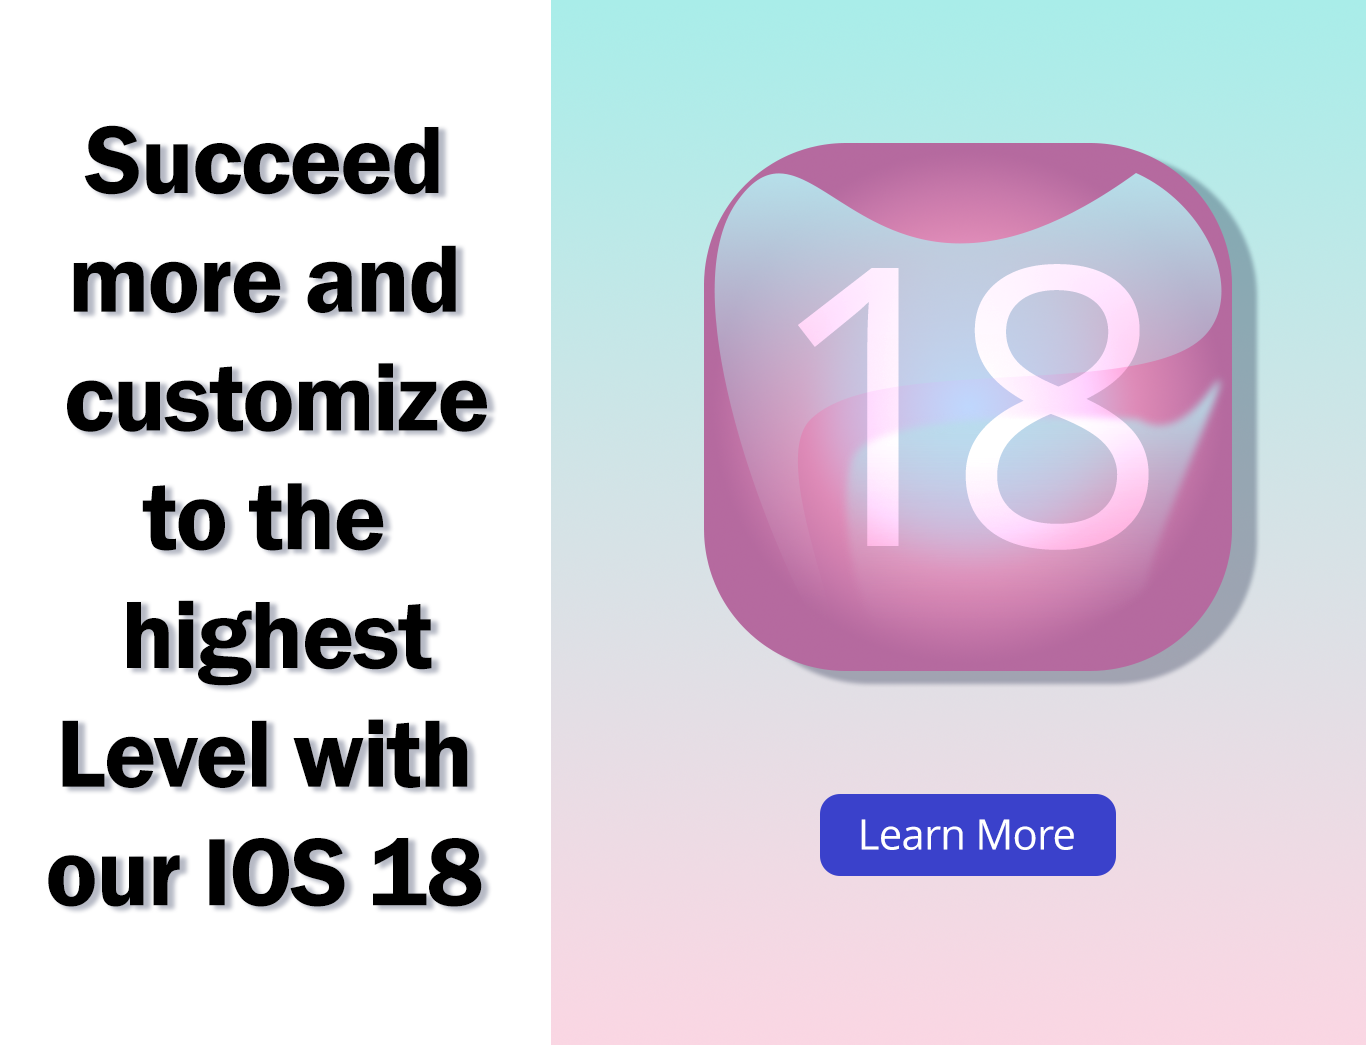 Succeed
more and
customize
to the
highest
Level with
our IOS 18
18
Learn More